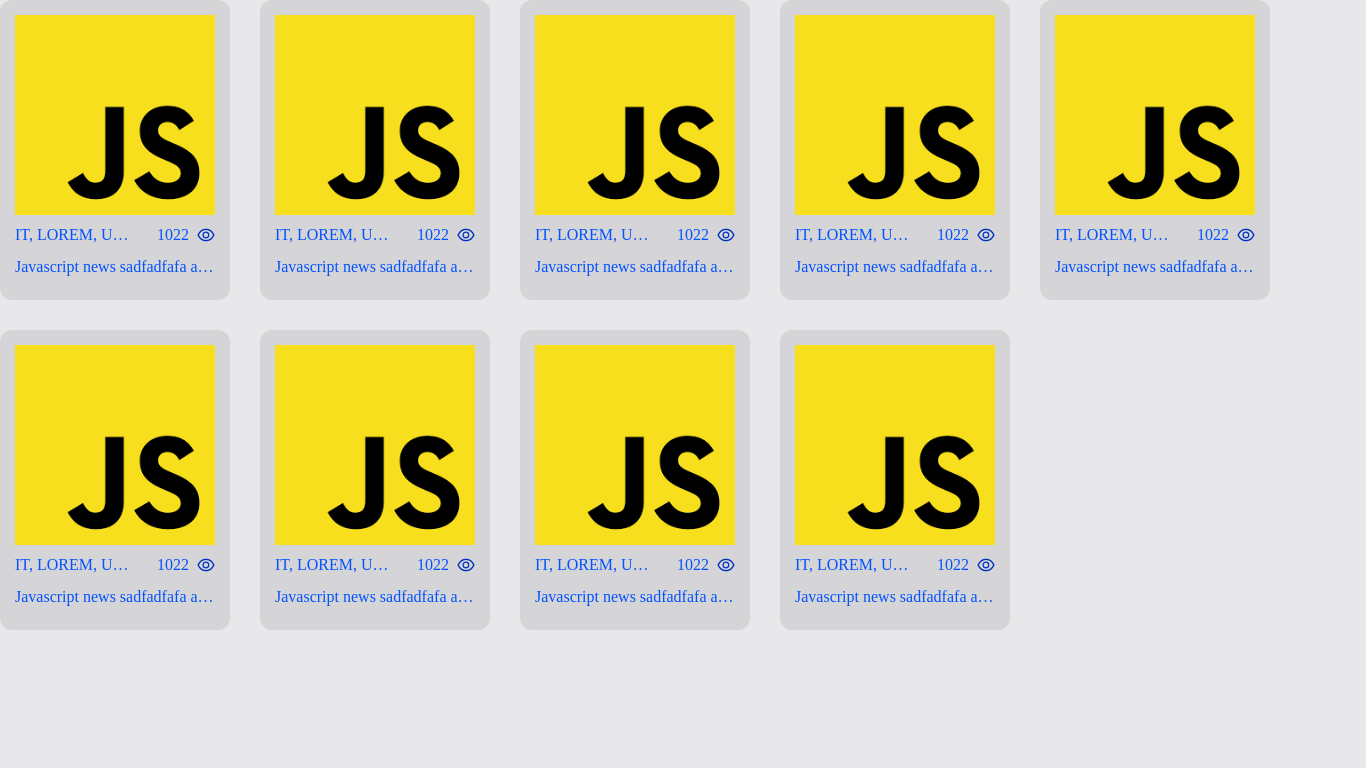 JS JS JS JS JS
IT, LOREM, U… 1022 IT, LOREM, U… 1022 IT, LOREM, U… 1022 IT, LOREM, U… 1022 IT, LOREM, U… 1022
Javascript news sadfadfafa a… Javascript news sadfadfafa a… Javascript news sadfadfafa a… Javascript news sadfadfafa a… Javascript news sadfadfafa a…
JS JS JS JS
IT, LOREM, U… 1022 IT, LOREM, U… 1022 IT, LOREM, U… 1022 IT, LOREM, U… 1022
Javascript news sadfadfafa a… Javascript news sadfadfafa a… Javascript news sadfadfafa a… Javascript news sadfadfafa a…